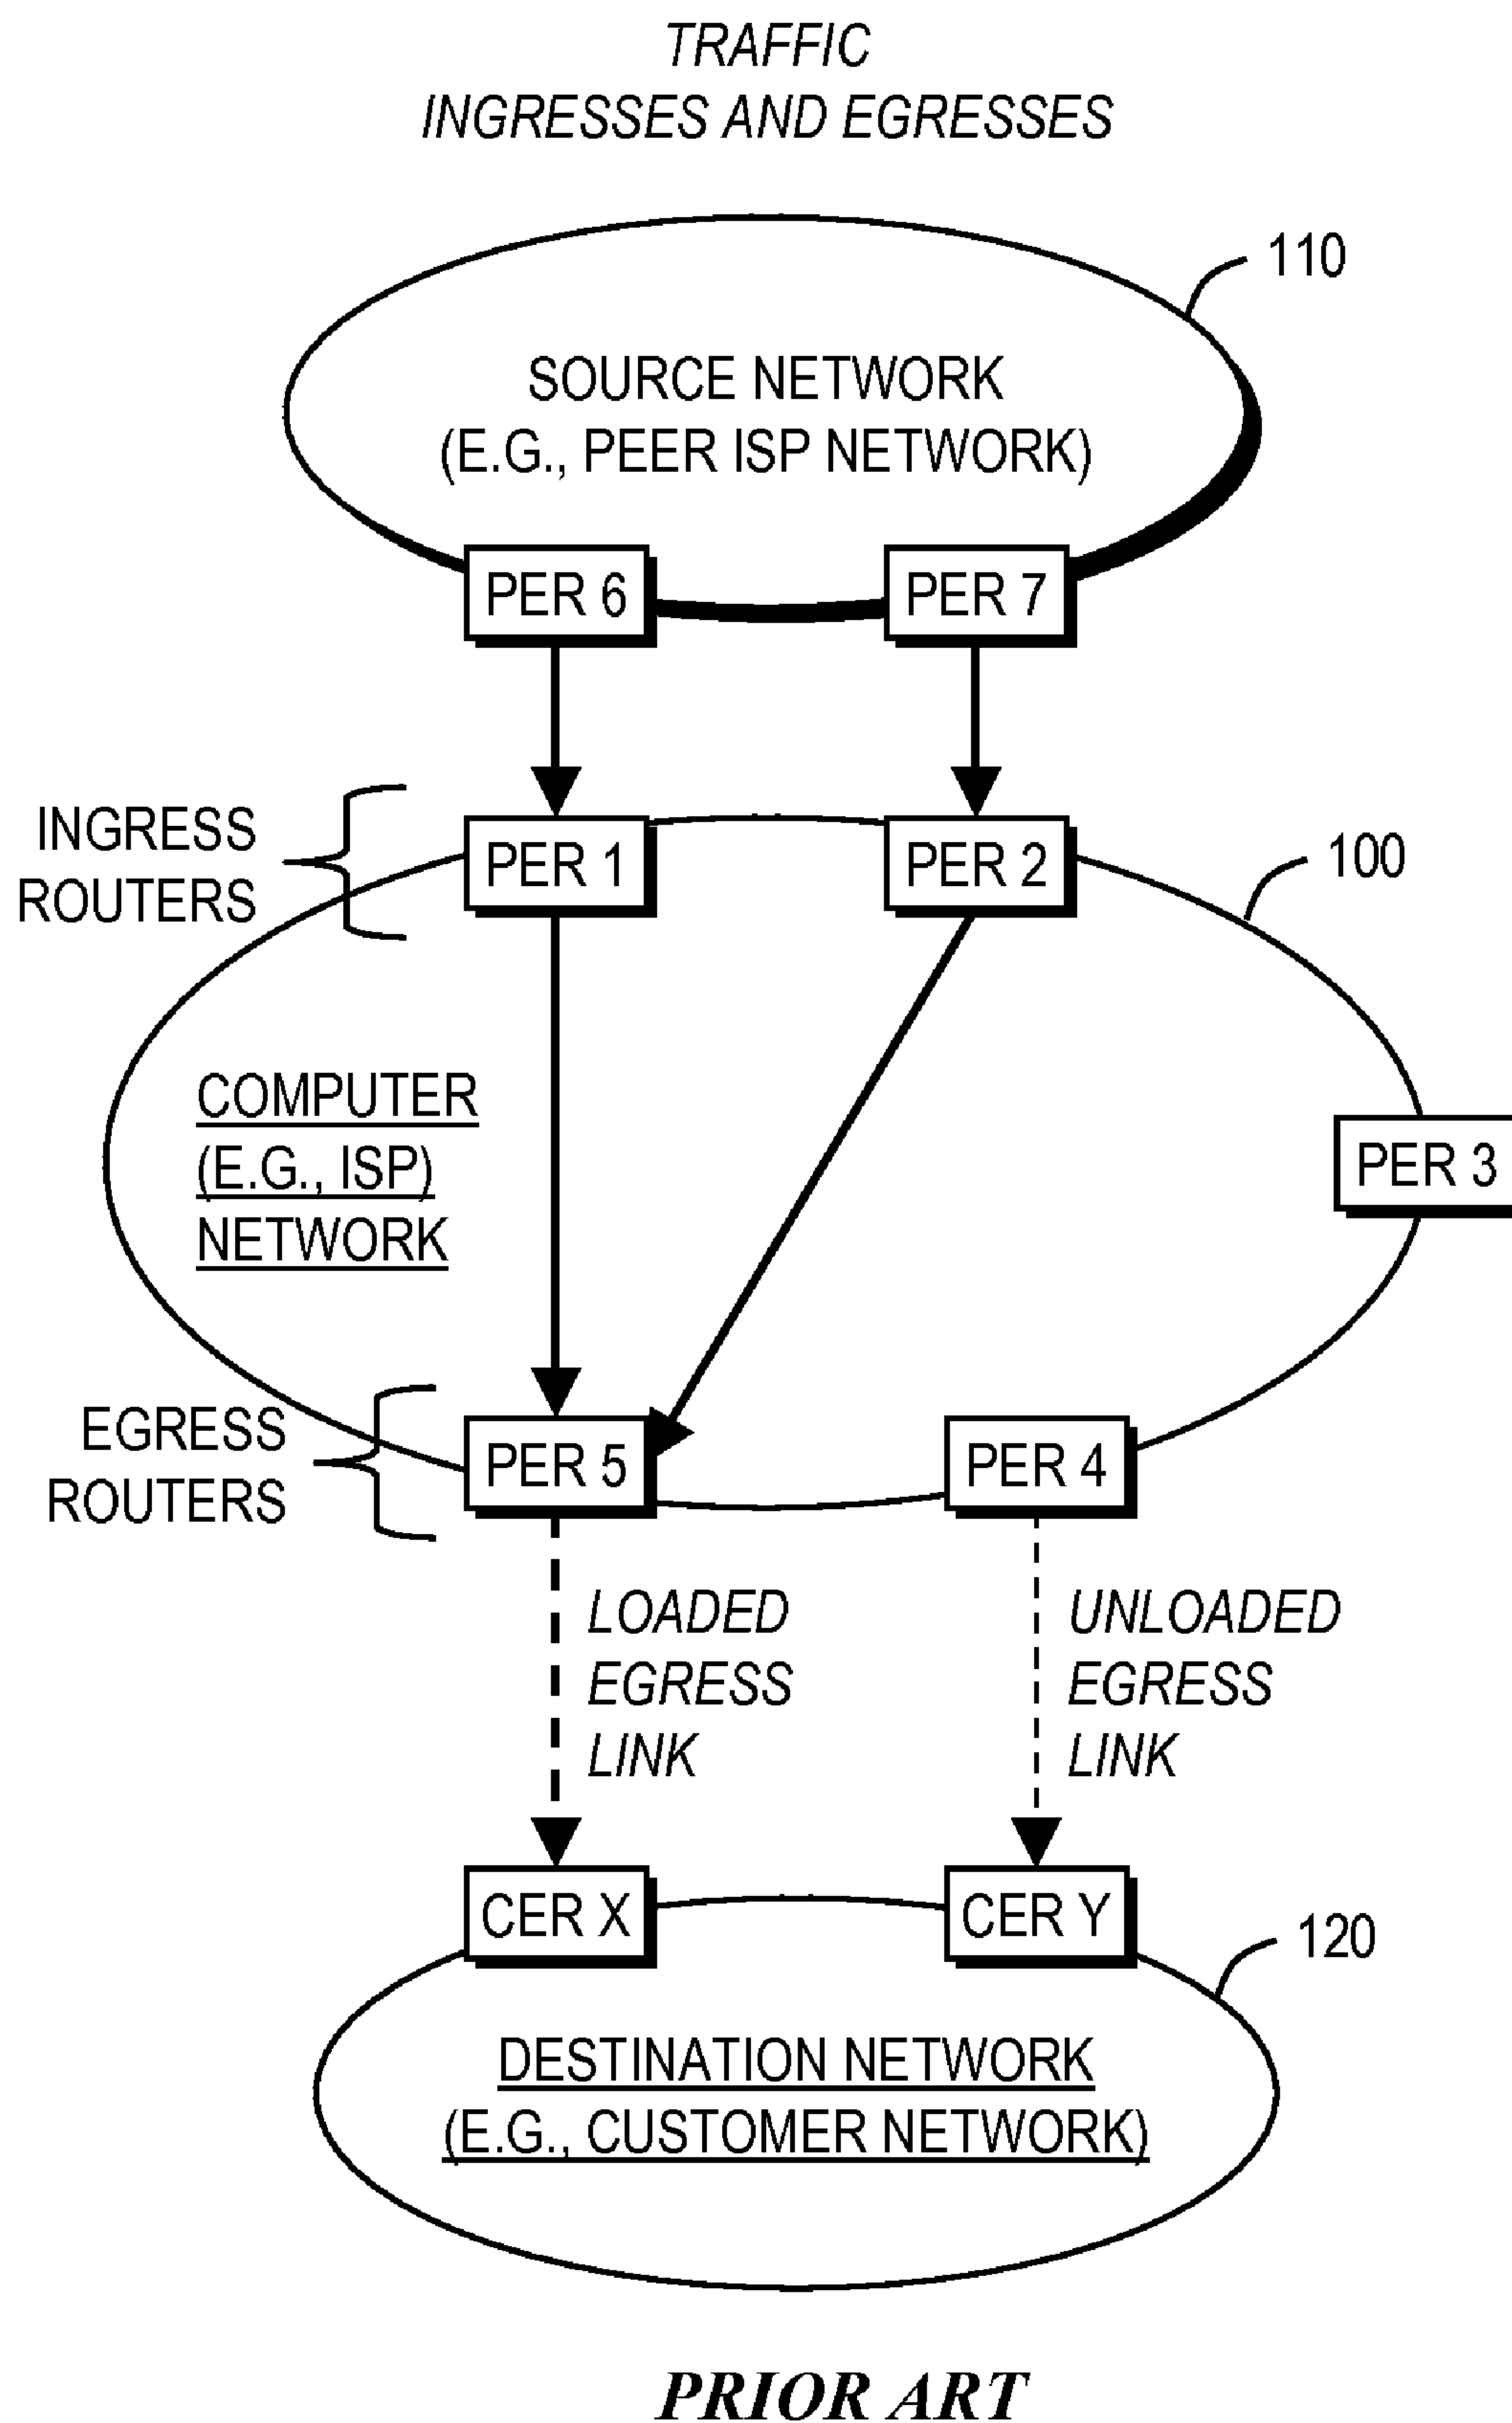 TRAFFIC
INGRESSES AND EGRESSES
110
SOURCE NETWORK
(E.G., PEER ISP NETWORK)
PER 6
PER 7
INGRESS
ROUTERS
PER 1
PER 2
100
COMPUTER
(E.G., ISP)
NETWORK
PER 3
EGRESS
ROUTERS
PER 5
PER 4
LOADED
EGRESS
LINK
UNLOADED
EGRESS
LINK
CER X
CER Y
120
DESTINATION NETWORK
(E.G., CUSTOMER NETWORK)
PRIOR ART